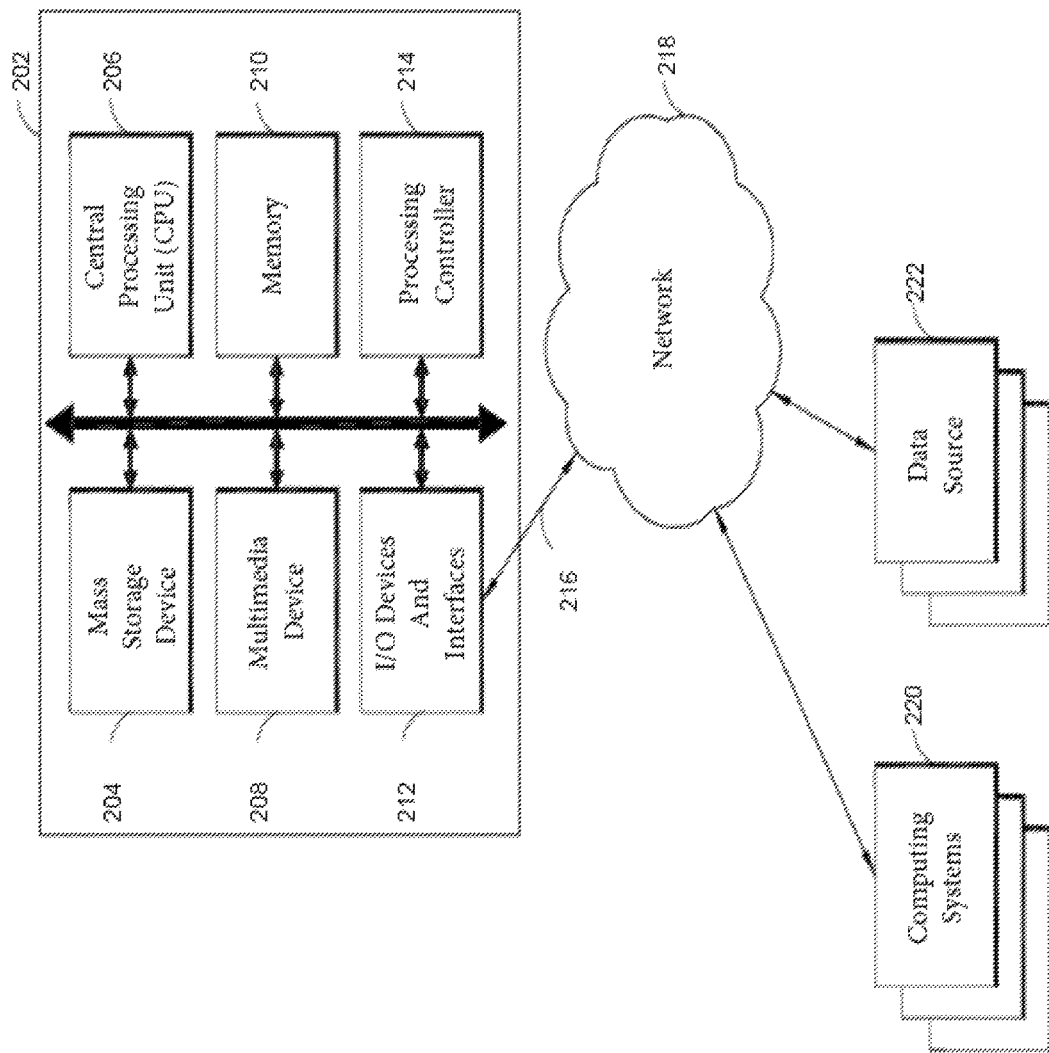 202
204
Mass
Storage
Device
Central
Processing
Unit (CPU)
206
208
Multimedia
Device
Memory
210
212
I/O Devices
And
Interfaces
Processing
Controller
214
216
Network
218
220
Computing
Systems
222
Data
Source